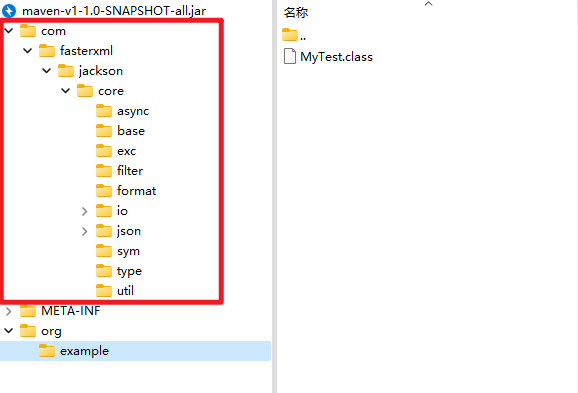 maven-v1-1.0-SNAPSHOT-all.jar
com
fasterxml
jackson
core
async
base
exc
filter
format
io
json
sym
type
util
META-INF
org
example
名称
..
MyTest.class